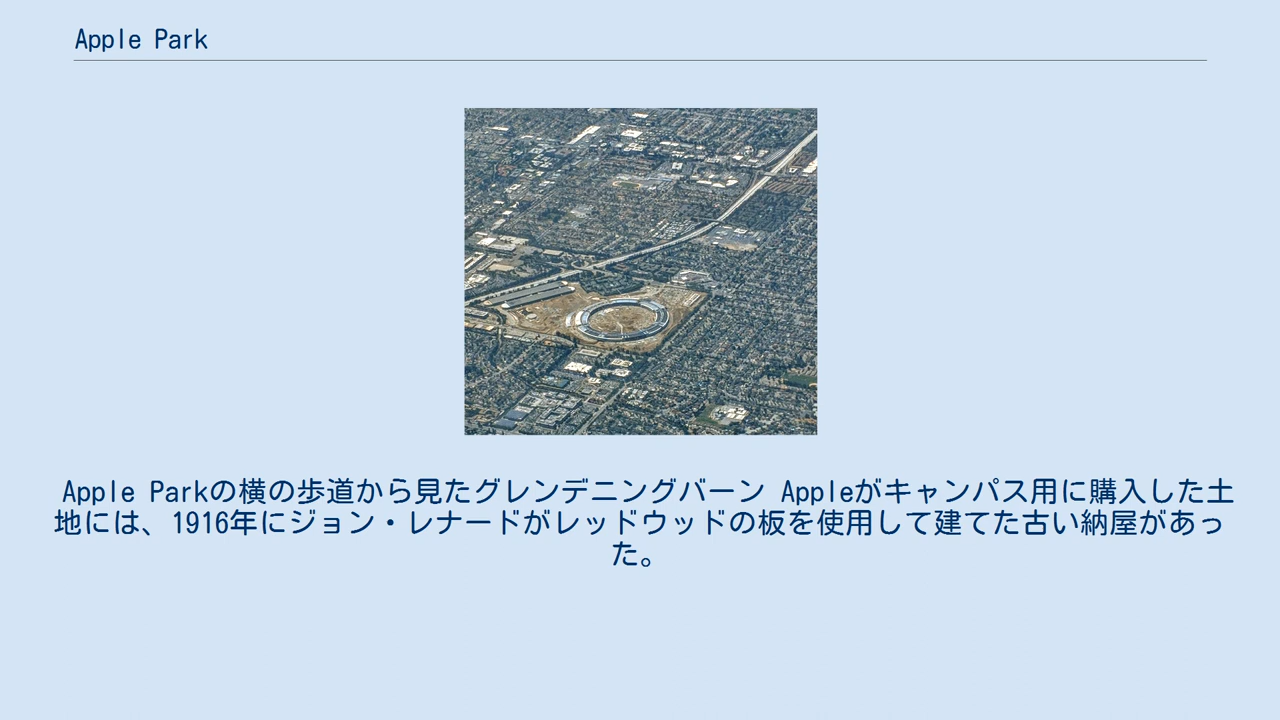 Apple Park
Apple Parkの横の歩道から見たグレンデニングバーン Appleがキャンパス用に購入した土
地には、1916年にジョン・レナードがレッドウッドの板を使用して建てた古い納屋があっ
た。